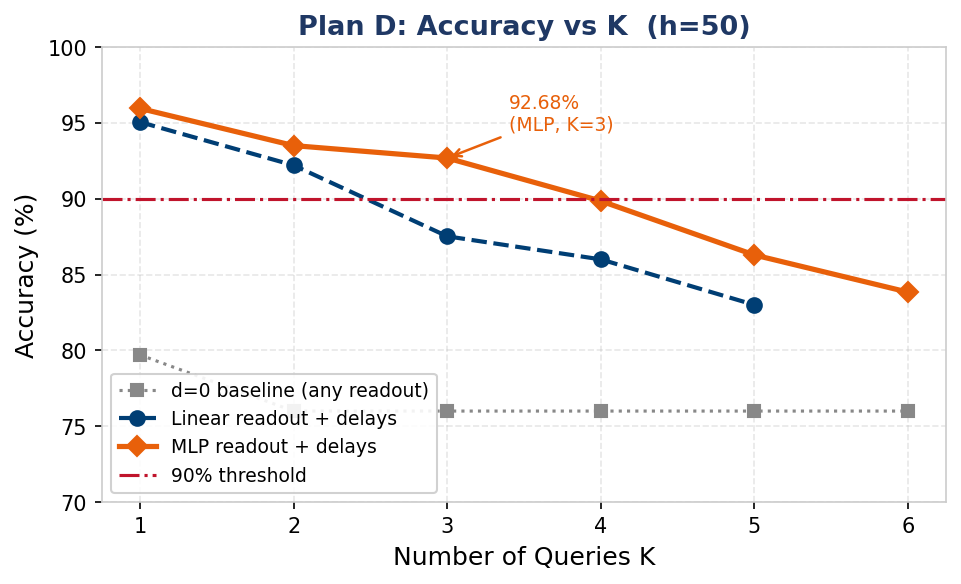 Plan D: Accuracy vs K (h=50)
100
95
90
85
80
75
70
Accuracy (%)
92.68%
(MLP, K=3)
d=0 baseline (any readout)
Linear readout + delays
MLP readout + delays
90% threshold
1 2 3 4 5 6
Number of Queries K